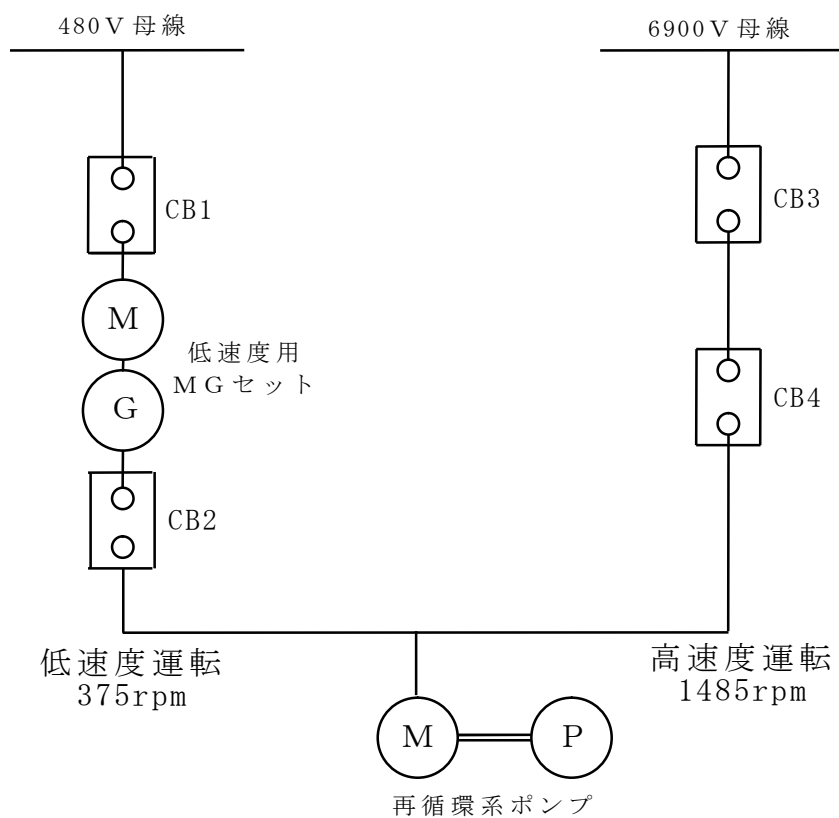 480V母線
6900V母線
CB1
CB3
M
低速度用
MGセット
G
CB4
CB2
低速度運転
375rpm
高速度運転
1485rpm
M
P
再循環系ポンプ